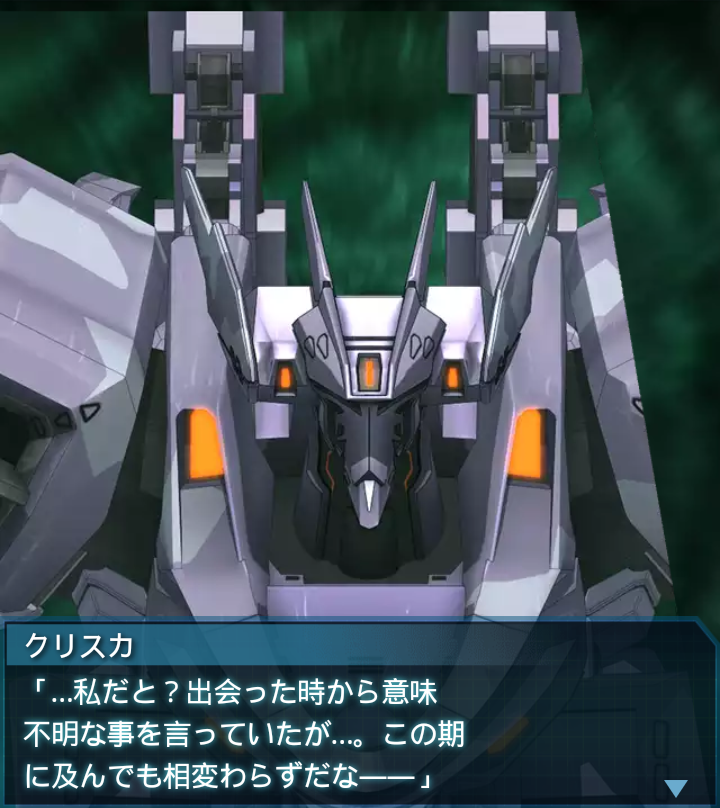 クリスカ
「…私だと？出会った時から意味
不明な事を言っていたが…。この期
に及んでも相変わらずだな――」